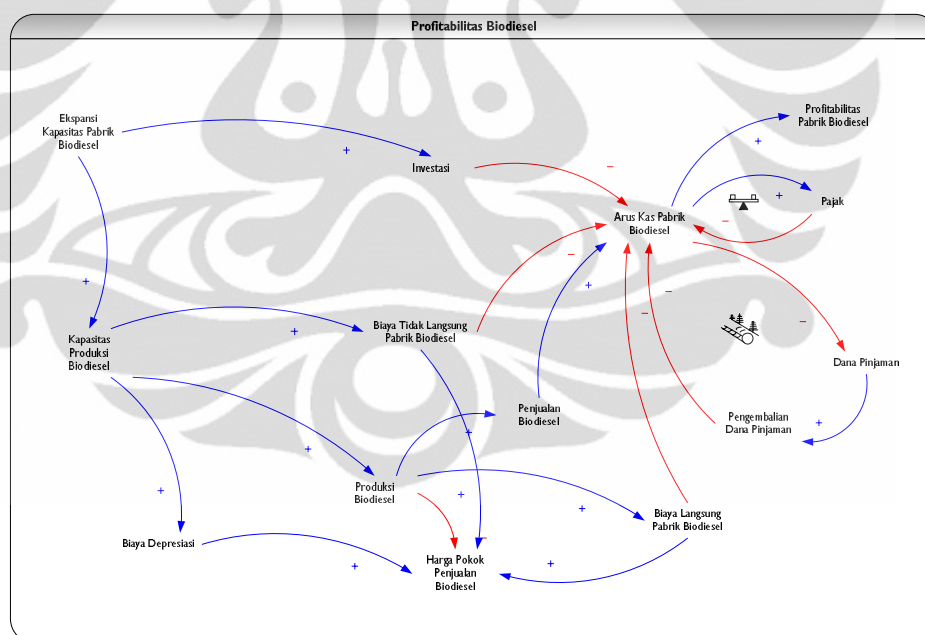 Profitabilitas Biodiesel
Ekspansi
Kapasitas Pabrik
Biodiesel
+
Investasi
−
Profitabilitas
Pabrik Biodiesel
+
+
Pajak
−
Arus Kas Pabrik
Biodiesel
−
+
+
−
−
−
Kapasitas
Produksi
Biodiesel
+
Biaya Tidak Langsung
Pabrik Biodiesel
Dana Pinjaman
Penjualan
Biodiesel
Pengembalian
Dana Pinjaman
+
+
+
Produksi
Biodiesel
+
+
+
Biaya Langsung
Pabrik Biodiesel
Biaya Depresiasi
−
Harga Pokok
Penjualan
Biodiesel
+
+